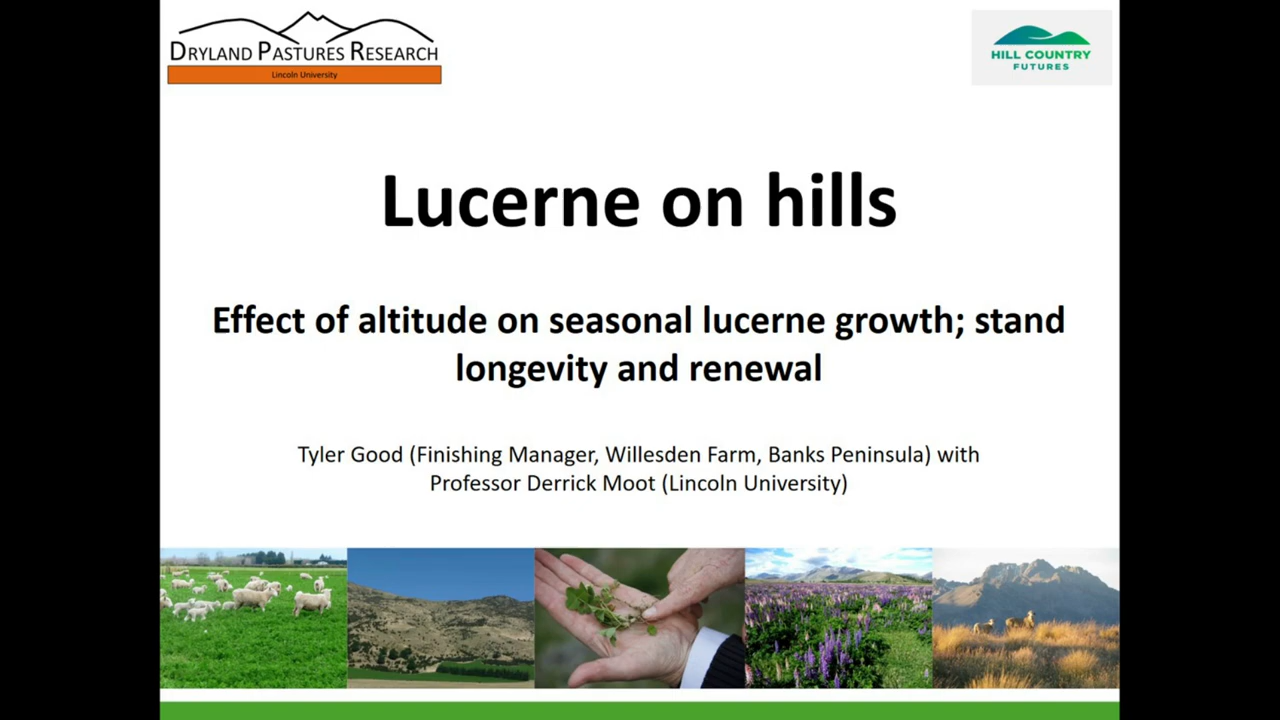 DRYLAND PASTURES RESEARCH
Lincoln University
HILL COUNTRY
FUTURES
Lucerne on hills
Effect of altitude on seasonal lucerne growth; stand
longevity and renewal
Tyler Good (Finishing Manager, Willesden Farm, Banks Peninsula) with
Professor Derrick Moot (Lincoln University)